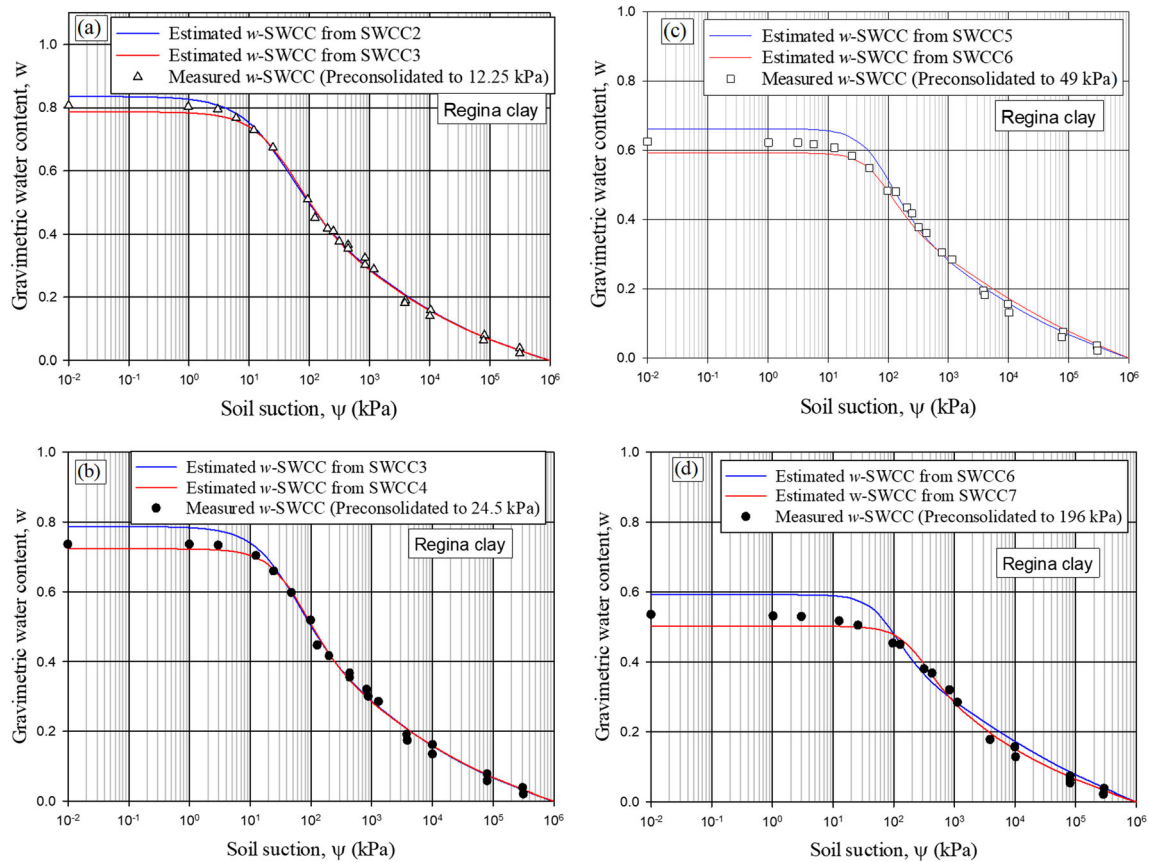 (a)
Estimated w-SWCC from SWCC2
Estimated w-SWCC from SWCC3
Measured w-SWCC (Preconsolidated to 12.25 kPa)
Regina clay
Gravimetric water content, w
1.0
0.8
0.6
0.4
0.2
0.0
10⁻² 10⁻¹ 10⁰ 10¹ 10² 10³ 10⁴ 10⁵ 10⁶
Soil suction, ψ (kPa)
(c)
Estimated w-SWCC from SWCC5
Estimated w-SWCC from SWCC6
Measured w-SWCC (Preconsolidated to 49 kPa)
Regina clay
Gravimetric water content, w
1.0
0.8
0.6
0.4
0.2
0.0
10⁻² 10⁻¹ 10⁰ 10¹ 10² 10³ 10⁴ 10⁵ 10⁶
Soil suction, ψ (kPa)
(b)
Estimated w-SWCC from SWCC3
Estimated w-SWCC from SWCC4
Measured w-SWCC (Preconsolidated to 24.5 kPa)
Regina clay
Gravimetric water content, w
1.0
0.8
0.6
0.4
0.2
0.0
10⁻² 10⁻¹ 10⁰ 10¹ 10² 10³ 10⁴ 10⁵ 10⁶
Soil suction, ψ (kPa)
(d)
Estimated w-SWCC from SWCC6
Estimated w-SWCC from SWCC7
Measured w-SWCC (Preconsolidated to 196 kPa)
Regina clay
Gravimetric water content,w
1.0
0.8
0.6
0.4
0.2
0.0
10⁻² 10⁻¹ 10⁰ 10¹ 10² 10³ 10⁴ 10⁵ 10⁶
Soil suction, ψ (kPa)